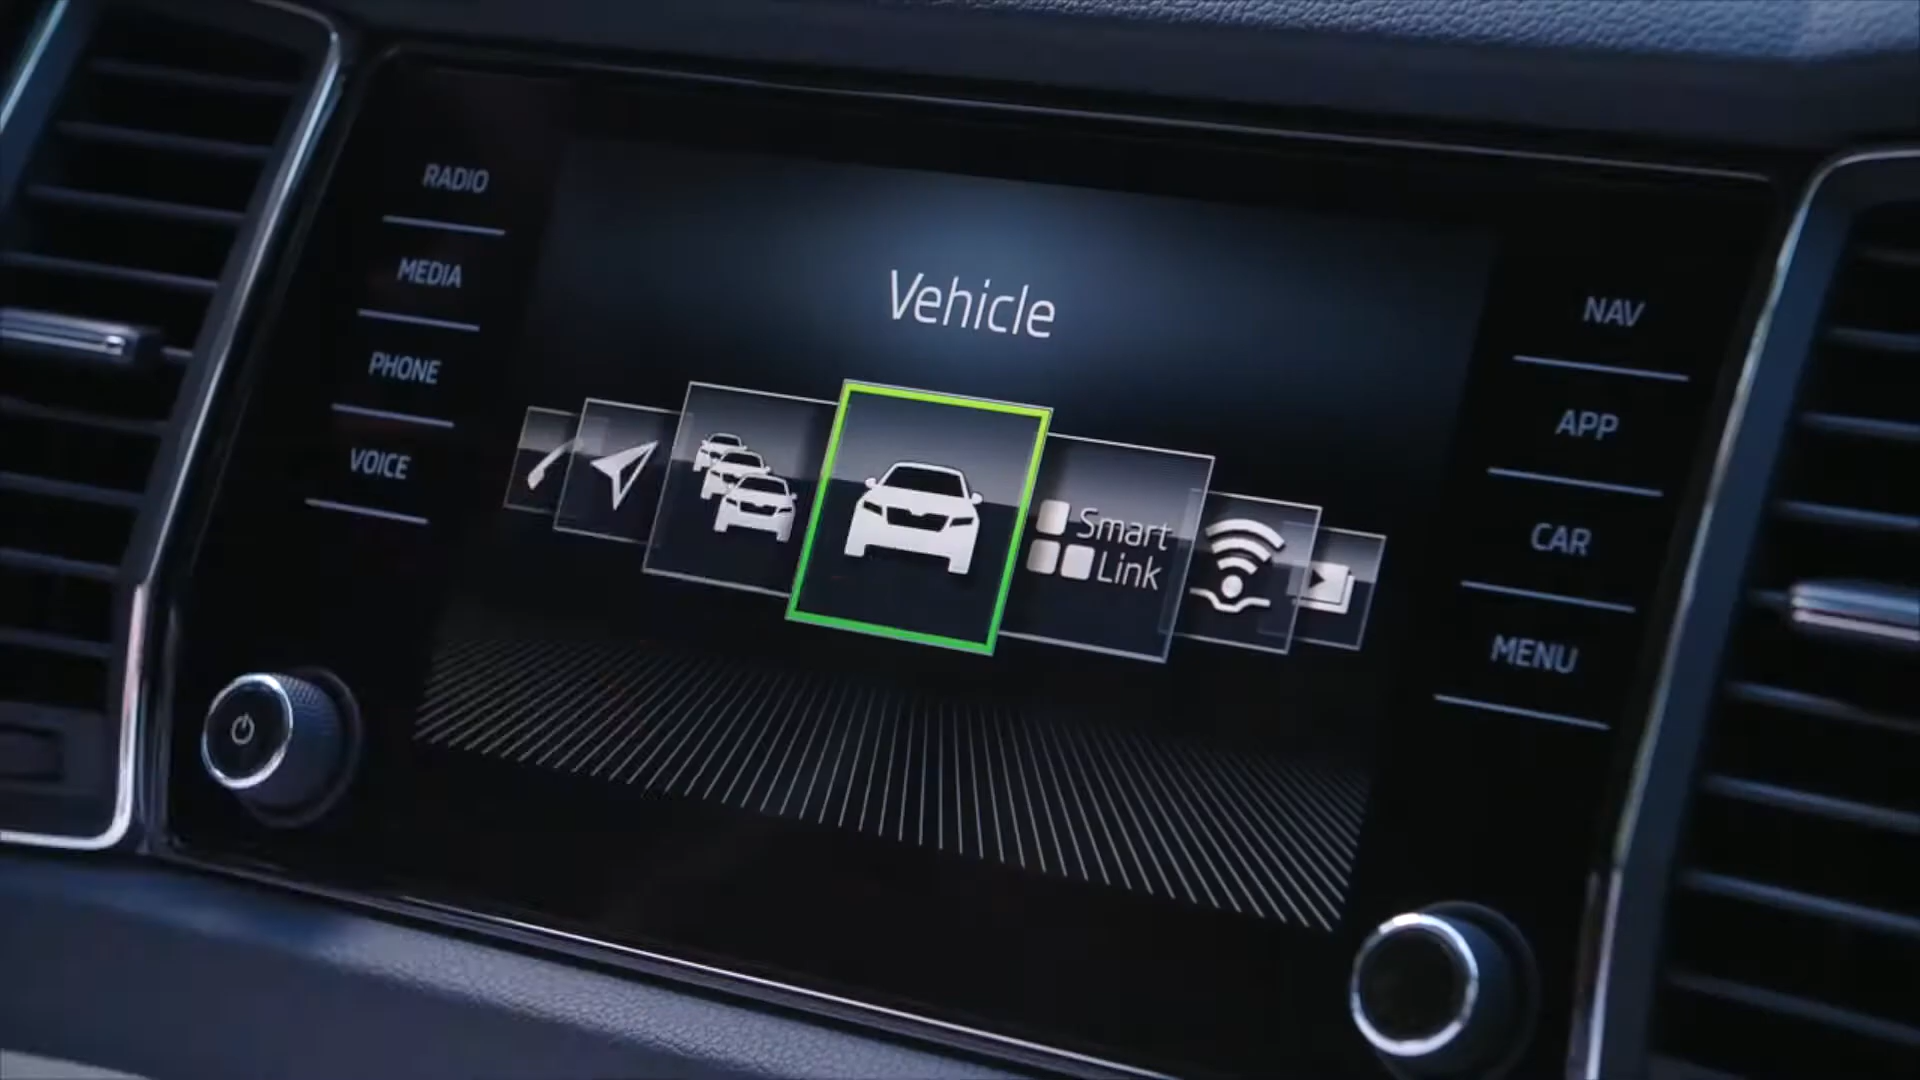 RADIO
MEDIA
PHONE
VOICE
Vehicle
Smart
Link
NAV
APP
CAR
MENU